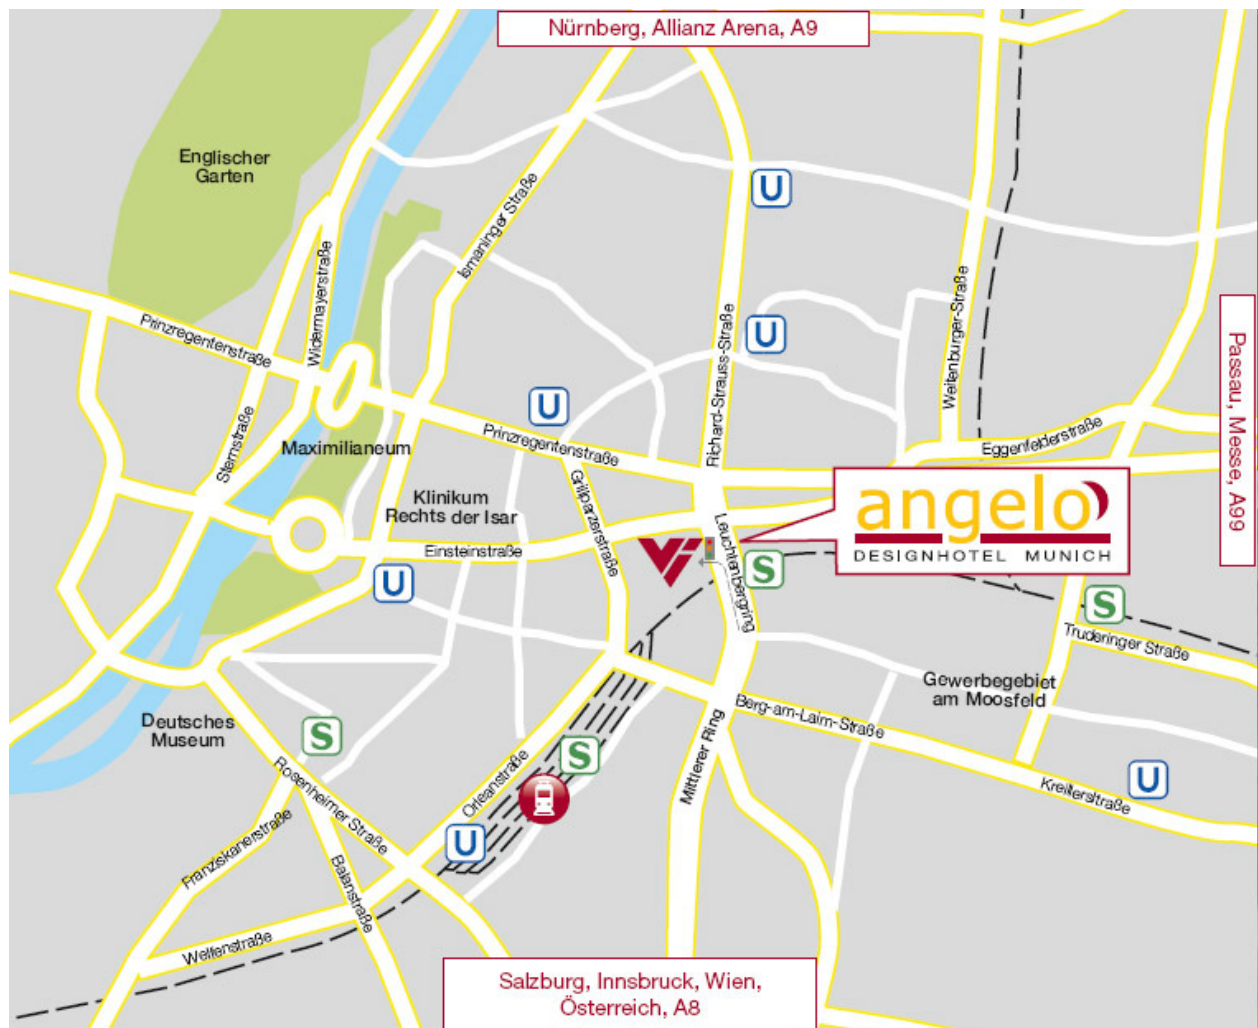 Nürnberg, Allianz Arena, A9
Englischer
Garten
U
Ismaninger Straße
Widermayerstraße
Prinzregentenstraße
Richard-Strauss-Straße
Weitenburger-Straße
U
Passau, Messe, A99
U
Sternstraße
Maximilianeum
Prinzregentenstraße
Eggenfelderstraße
Klinikum
Rechts der Isar
Grillparzerstraße
angelo
DESIGNHOTEL MUNICH
Einsteinstraße
Leuchtenbergring
S
U
S
Truderinger Straße
Gewerbegebiet
am Moosfeld
Deutsches
Museum
S
Berg-am-Laim-Straße
Mittlerer Ring
S
Orleanstraße
Rosenheimer Straße
Kreillerstraße
U
U
Franziskanerstraße
Balanstraße
Welfenstraße
Salzburg, Innsbruck, Wien,
Österreich, A8